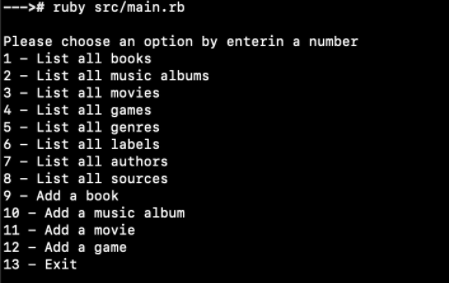 ---># ruby src/main.rb
Please choose an option by enterin a number
1 – List all books
2 – List all music albums
3 – List all movies
4 – List all games
5 – List all genres
6 – List all labels
7 – List all authors
8 – List all sources
9 – Add a book
10 – Add a music album
11 – Add a movie
12 – Add a game
13 – Exit